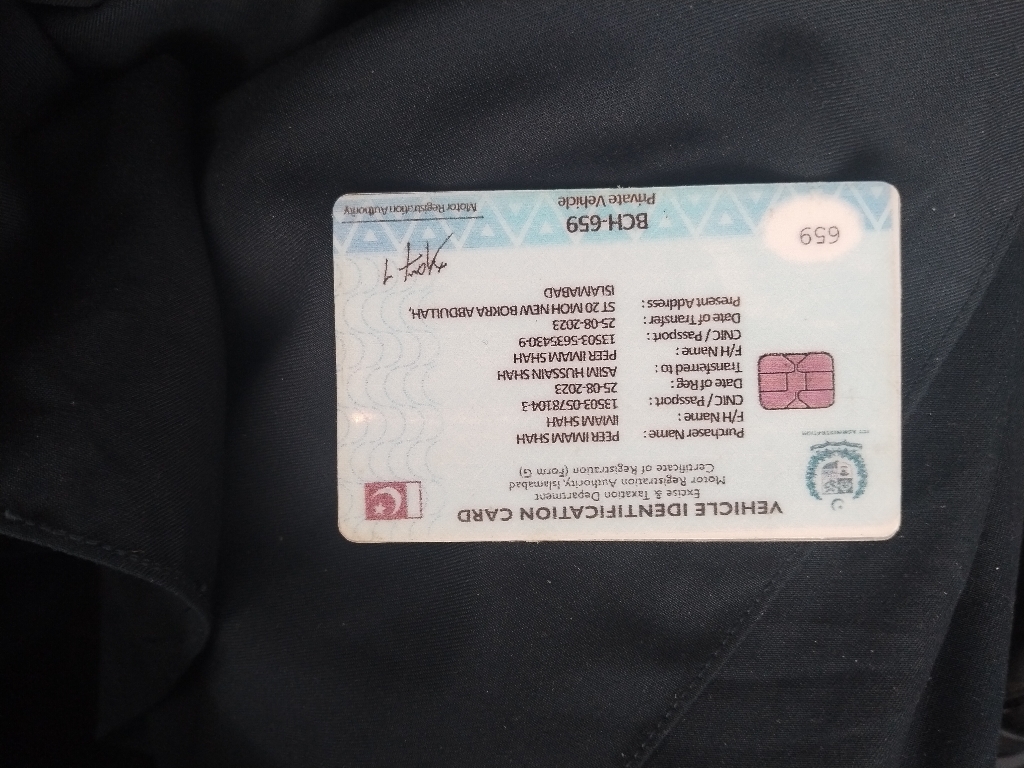 VEHICLE IDENTIFICATION CARD
Excise & Taxation Department
Motor Registration Authority, Islamabad
Certificate of Registration (Form G)
ICT ADMINISTRATION
Purchaser Name: PEER IMAM SHAH
F/H Name: IMAM SHAH
CNIC / Passport: 13503-0578104-3
Date of Reg: 25-08-2023
Transferred to: ASIM HUSSAIN SHAH
F/H Name: PEER IMAM SHAH
CNIC / Passport: 13503-5635430-9
Date of Transfer: 25-08-2023
Present Address: ST 20 MOH NEW BOKRA ABDULLAH,
ISLAMABAD
659
BCH-659
Private Vehicle
Motor Registration Authority